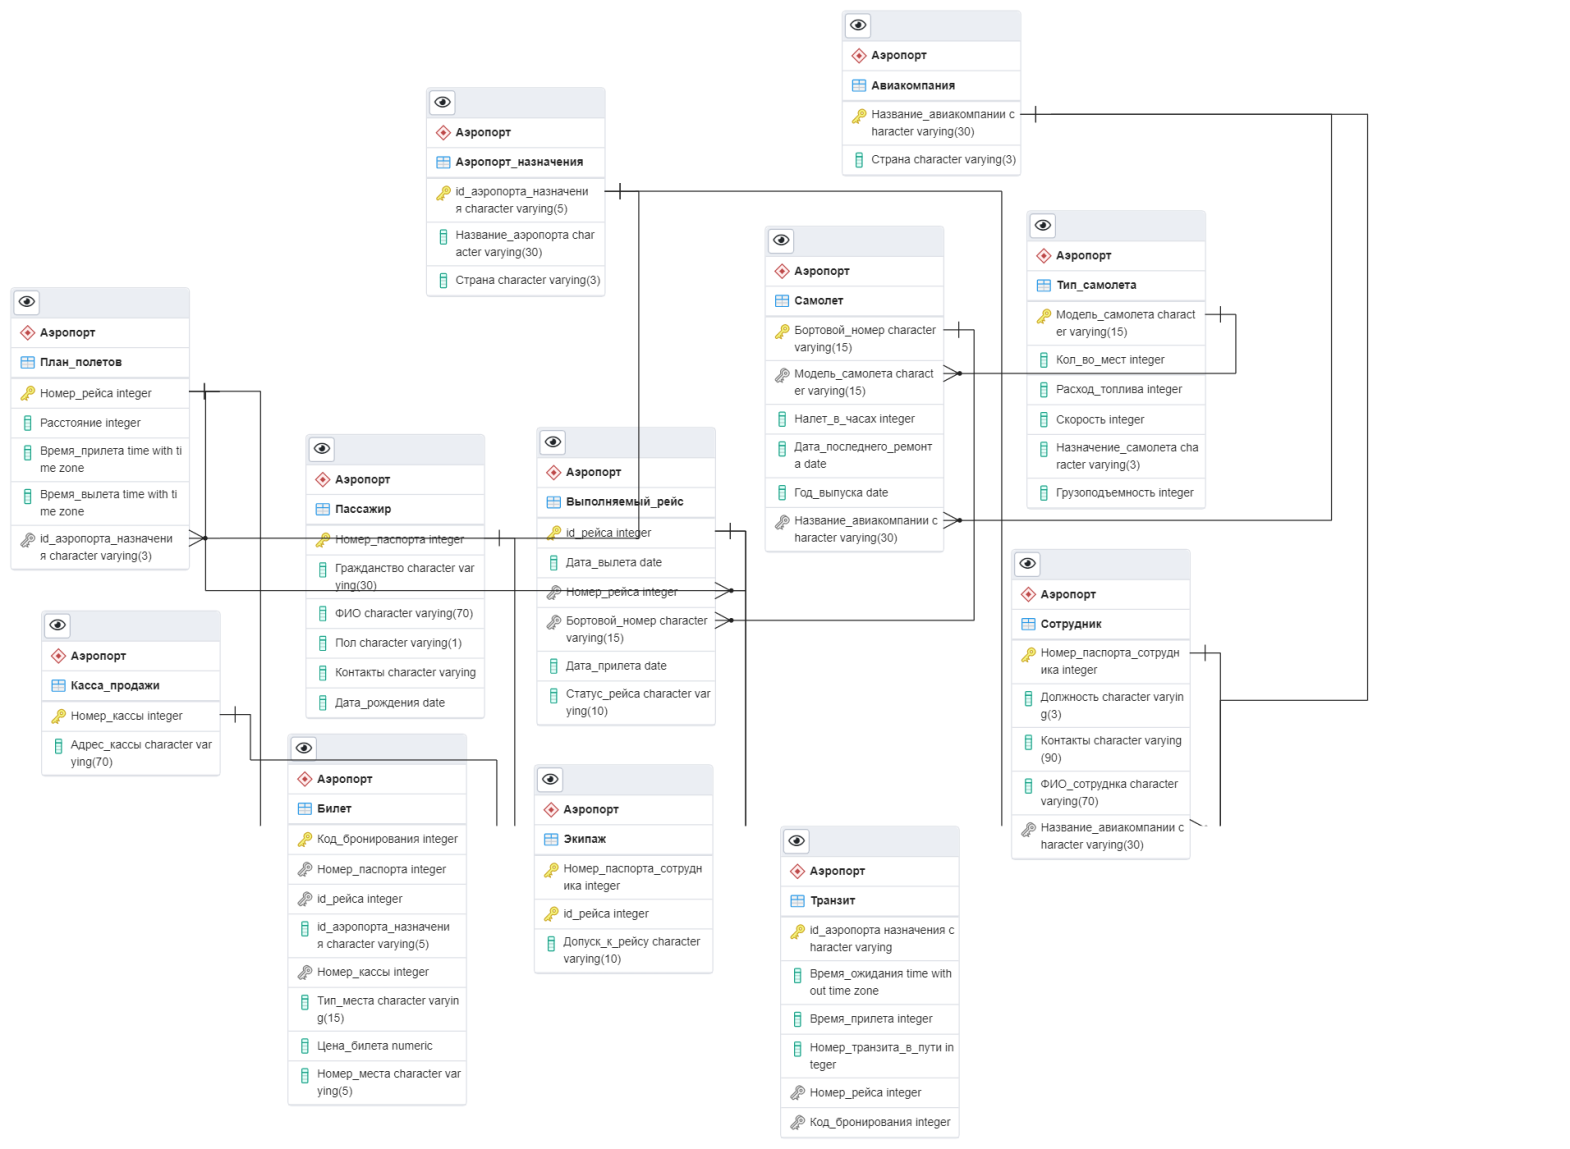 Аэропорт
Авиакомпания
Название_авиакомпании c
haracter varying(30)
Страна character varying(3)
Аэропорт
Аэропорт_назначения
id_аэропорта_назначени
я character varying(5)
Название_аэропорта char
acter varying(30)
Страна character varying(3)
Аэропорт
Тип_самолета
Модель_самолета charact
er varying(15)
Кол_во_мест integer
Расход_топлива integer
Скорость integer
Назначение_самолета cha
racter varying(3)
Грузоподъемность integer
Аэропорт
Самолет
Бортовой_номер character
varying(15)
Модель_самолета charact
er varying(15)
Налет_в_часах integer
Дата_последнего_ремонт
а date
Год_выпуска date
Название_авиакомпании c
haracter varying(30)
Аэропорт
План_полетов
Номер_рейса integer
Расстояние integer
Время_прилета time with ti
me zone
Время_вылета time with ti
me zone
id_аэропорта_назначени
я character varying(3)
Аэропорт
Пассажир
Номер_паспорта integer
Гражданство character var
ying(30)
ФИО character varying(70)
Пол character varying(1)
Контакты character varying
Дата_рождения date
Аэропорт
Выполняемый_рейс
id_рейса integer
Дата_вылета date
Номер_рейса integer
Бортовой_номер character
varying(15)
Дата_прилета date
Статус_рейса character var
ying(10)
Аэропорт
Сотрудник
Номер_паспорта_сотрудн
ика integer
Должность character varyin
g(3)
Контакты character varying
(90)
ФИО_сотруднка character
varying(70)
Название_авиакомпании c
haracter varying(30)
Аэропорт
Касса_продажи
Номер_кассы integer
Адрес_кассы character var
ying(70)
Аэропорт
Билет
Код_бронирования integer
Номер_паспорта integer
id_рейса integer
id_аэропорта_назначени
я character varying(5)
Номер_кассы integer
Тип_места character varyin
g(15)
Цена_билета numeric
Номер_места character var
ying(5)
Аэропорт
Экипаж
Номер_паспорта_сотрудн
ика integer
id_рейса integer
Допуск_к_рейсу character
varying(10)
Аэропорт
Транзит
id_аэропорта назначения c
haracter varying
Время_ожидания time with
out time zone
Время_прилета integer
Номер_транзита_в_пути in
teger
Номер_рейса integer
Код_бронирования integer